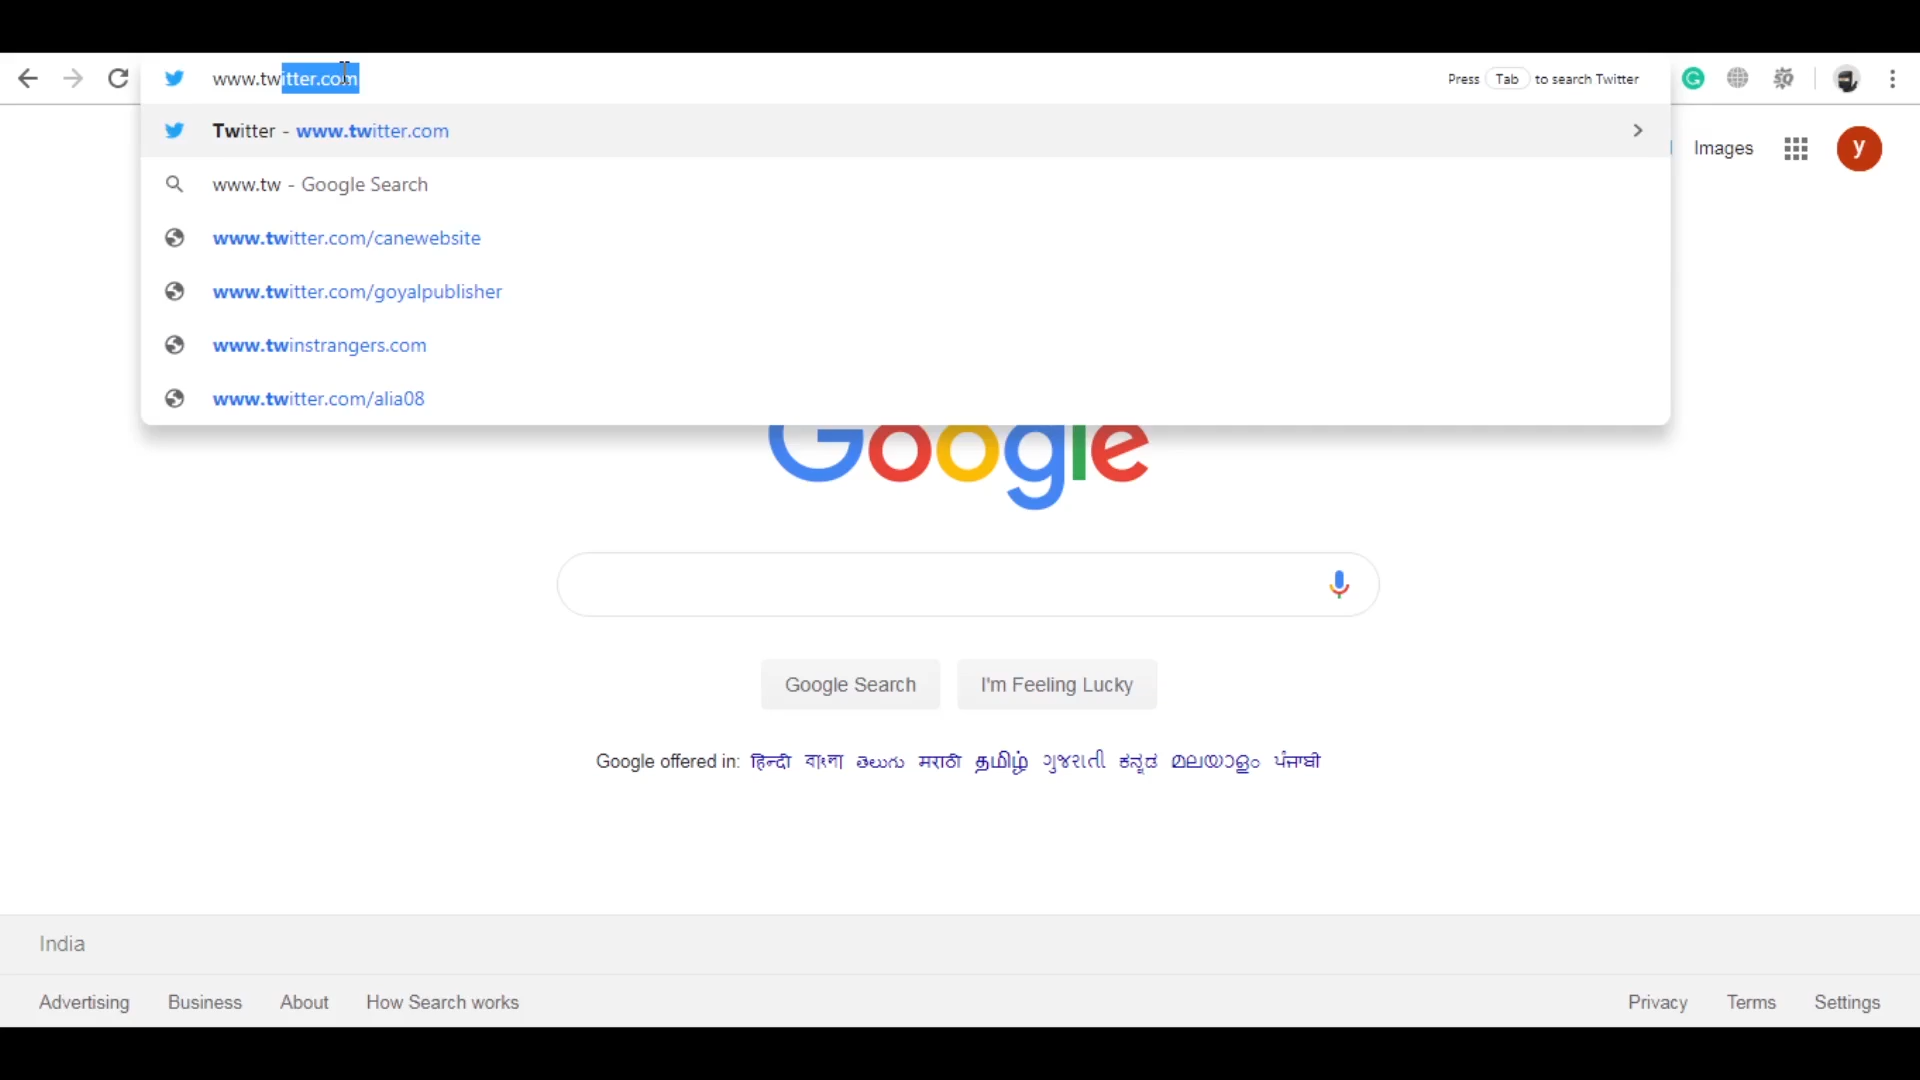 www.twitter.com
Press Tab to search Twitter
Twitter - www.twitter.com
Images
y
www.tw - Google Search
www.twitter.com/canewebsite
www.twitter.com/goyalpublisher
www.twinstrangers.com
www.twitter.com/alia08
Google
Google Search I'm Feeling Lucky
Google offered in: हिन्दी বাংলা తెలుగు मराठी தமிழ் ગુજરાતી ಕನ್ನಡ മലയാളം ਪੰਜਾਬੀ
India
Advertising Business About How Search works Privacy Terms Settings